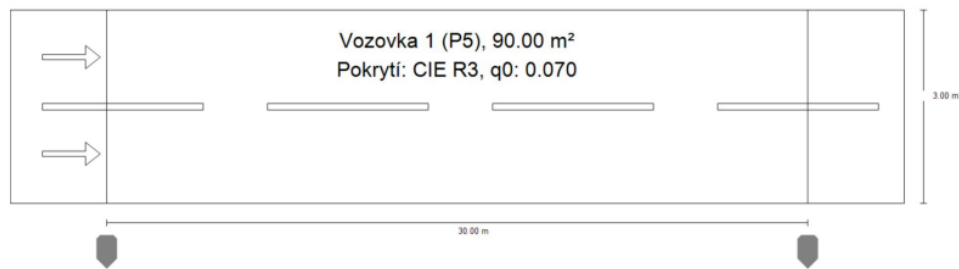 Vozovka 1 (P5), 90.00 m²
Pokrytí: CIE R3, q0: 0.070
3.00 m
30.00 m